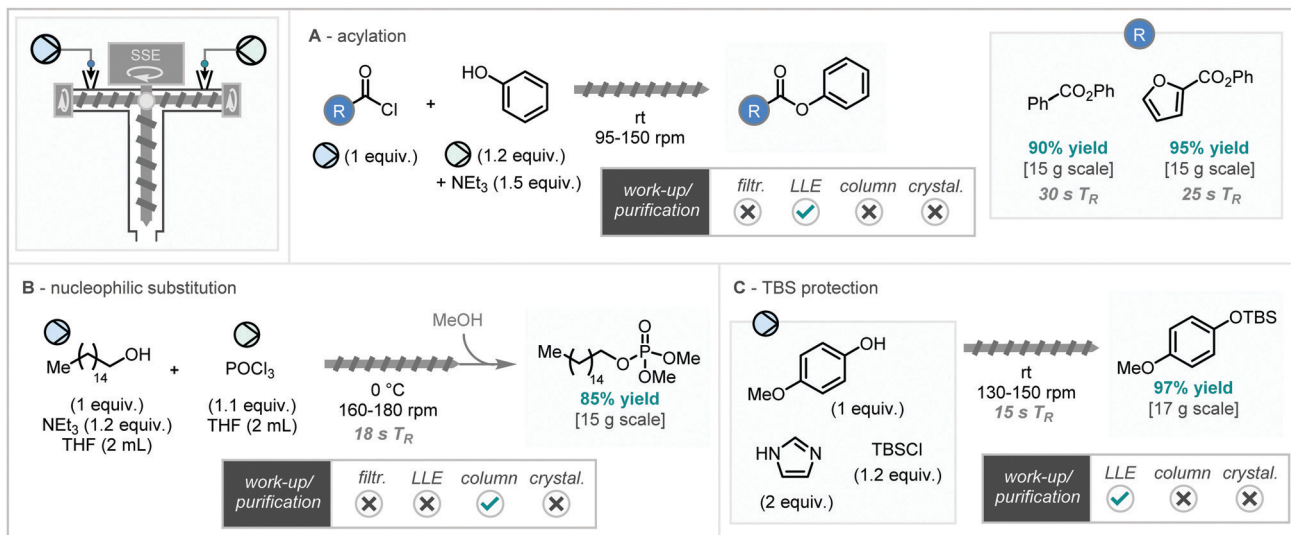 SSE
A - acylation
R
O
Cl
+
HO
rt
95-150 rpm
R
O
O
(1 equiv.)
(1.2 equiv.)
+ NEt3 (1.5 equiv.)
work-up/
purification
filtr.
LLE
column
crystal.
R
Ph
CO2Ph
90% yield
[15 g scale]
30 s TR
O
CO2Ph
95% yield
[15 g scale]
25 s TR
B - nucleophilic substitution
Me
14
OH
+
POCl3
(1 equiv.)
NEt3 (1.2 equiv.)
THF (2 mL)
(1.1 equiv.)
THF (2 mL)
MeOH
0 °C
160-180 rpm
18 s TR
Me
14
O
P
O
OMe
OMe
85% yield
[15 g scale]
work-up/
purification
filtr.
LLE
column
crystal.
C - TBS protection
OH
MeO
(1 equiv.)
HN
N
(2 equiv.)
TBSCl
(1.2 equiv.)
rt
130-150 rpm
15 s TR
OTBS
MeO
97% yield
[17 g scale]
work-up/
purification
LLE
column
crystal.